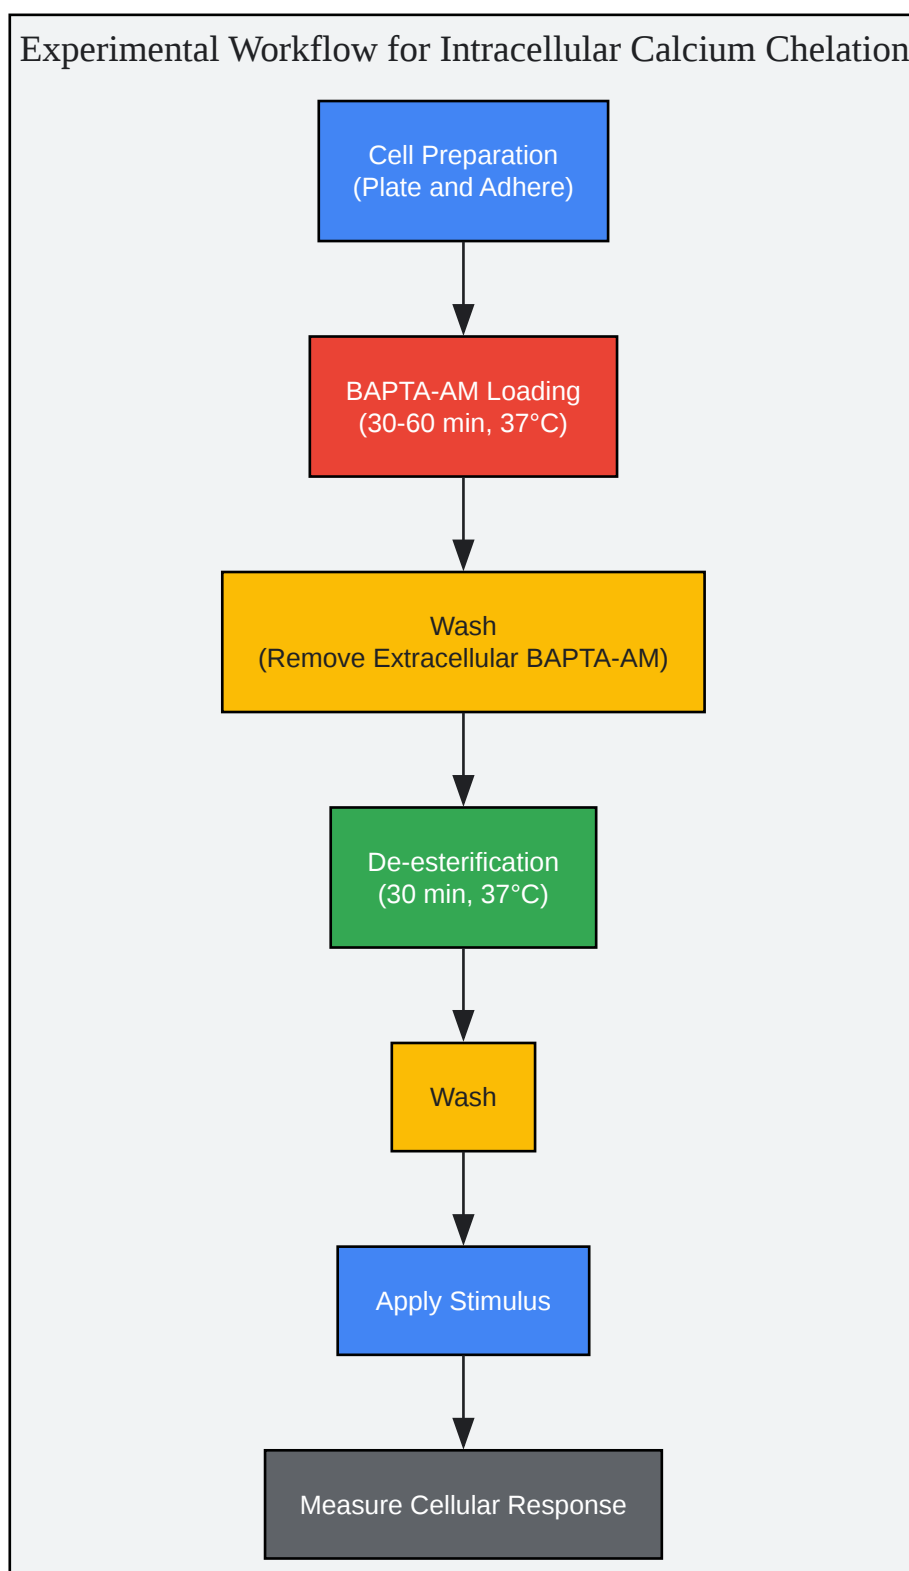 Experimental Workflow for Intracellular Calcium Chelation
Cell Preparation
(Plate and Adhere)
BAPTA-AM Loading
(30-60 min, 37°C)
Wash
(Remove Extracellular BAPTA-AM)
De-esterification
(30 min, 37°C)
Wash
Apply Stimulus
Measure Cellular Response